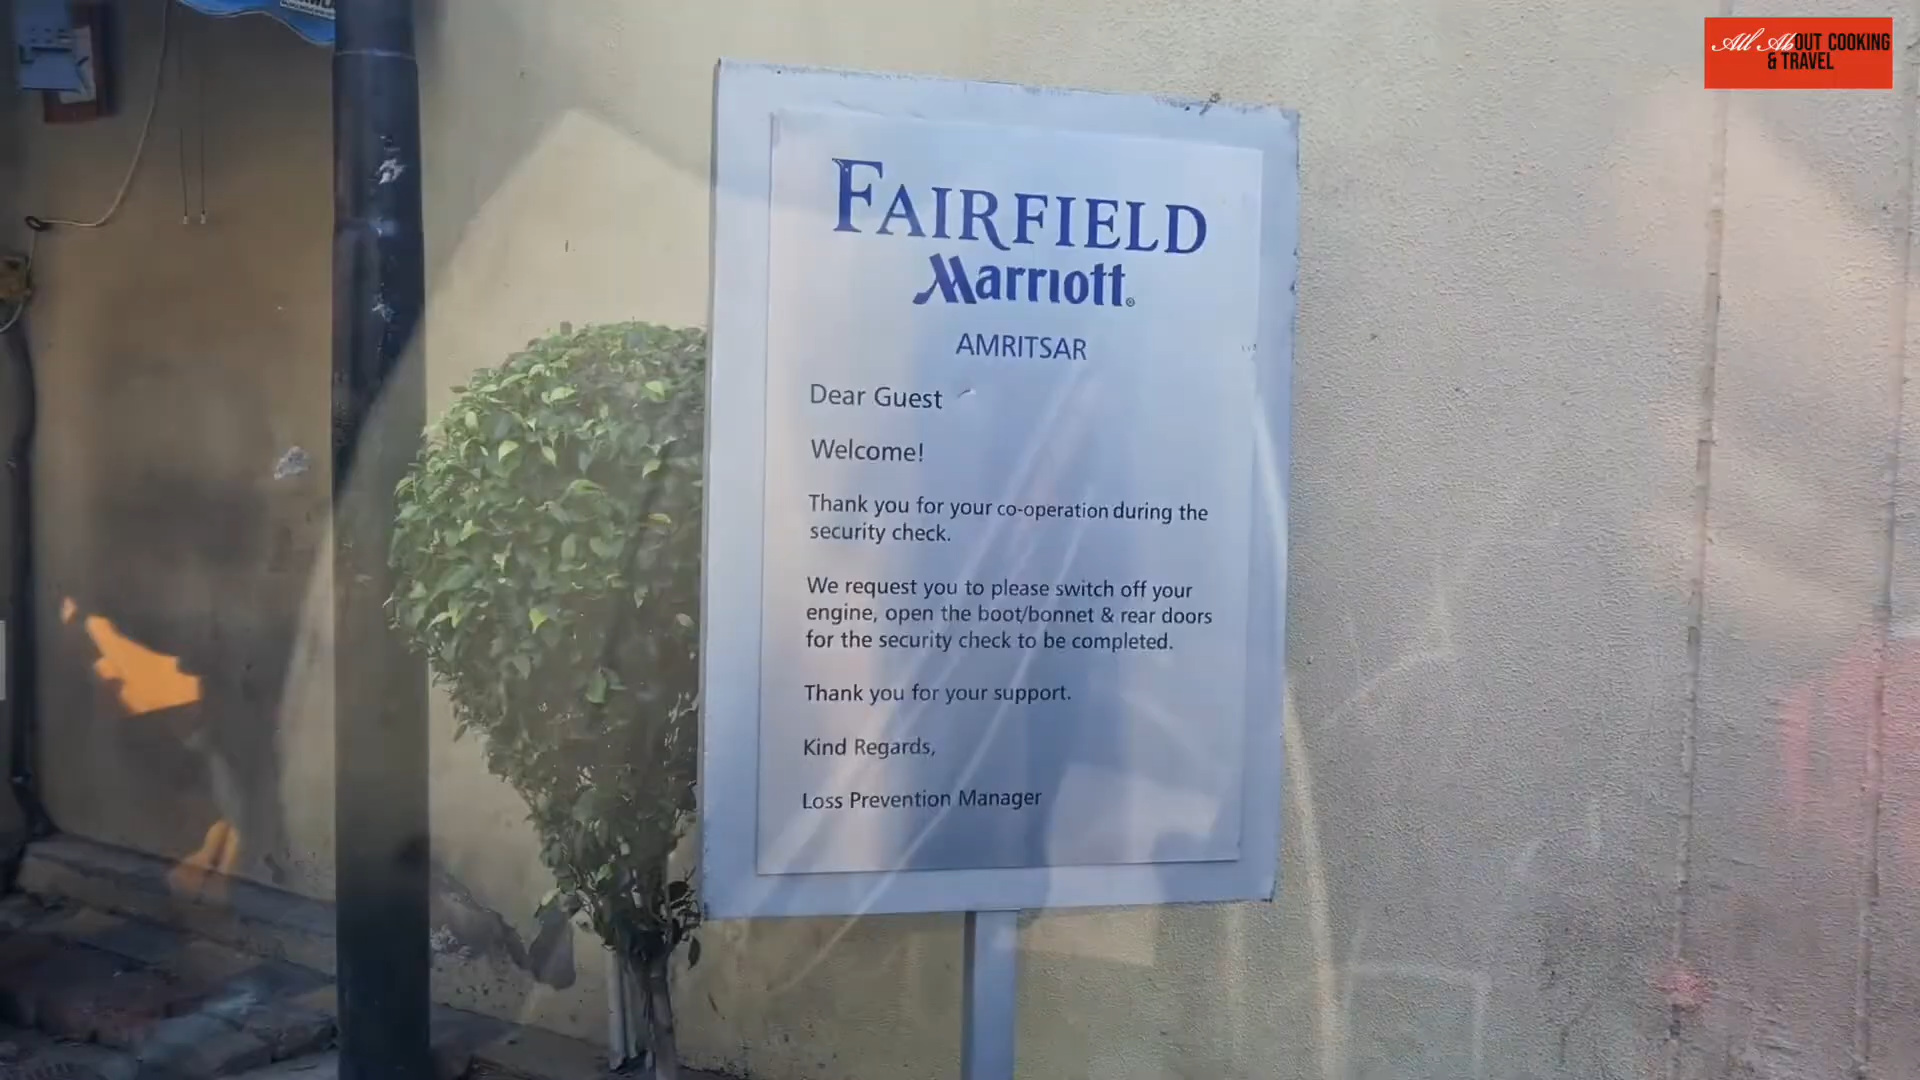 All AbOUT COOKING
& TRAVEL
FAIRFIELD
Marriott®
AMRITSAR
Dear Guest
Welcome!
Thank you for your co-operation during the
security check.
We request you to please switch off your
engine, open the boot/bonnet & rear doors
for the security check to be completed.
Thank you for your support.
Kind Regards,
Loss Prevention Manager